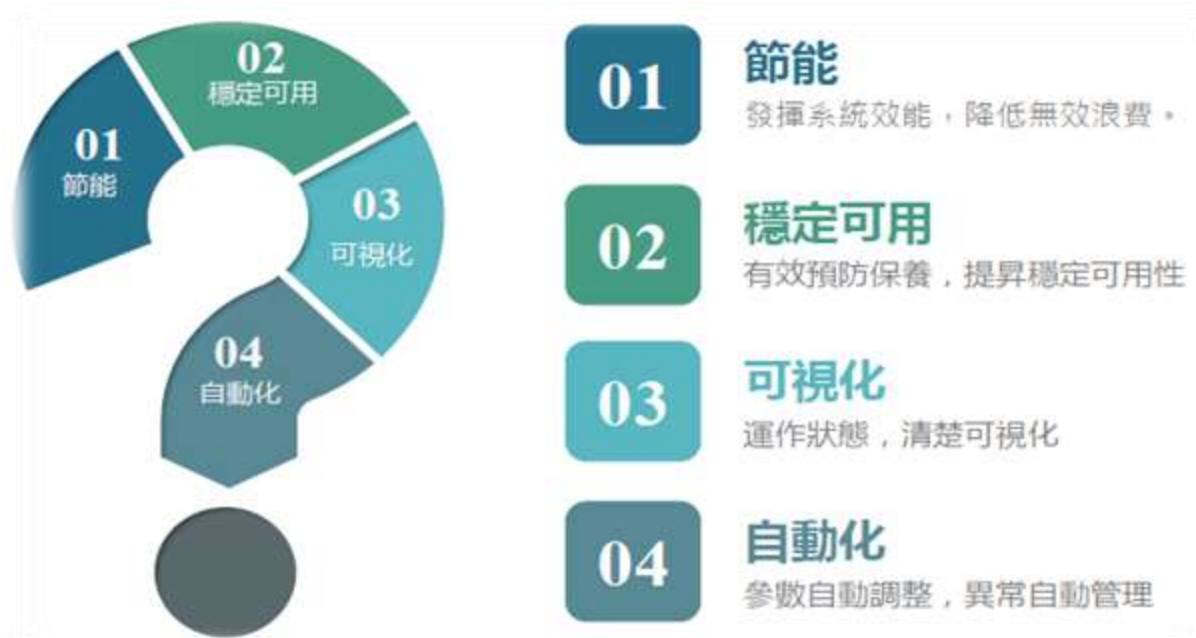 01
節能
02
穩定可用
03
可視化
04
自動化
01
節能
發揮系統效能，降低無效浪費。
02
穩定可用
有效預防保養，提昇穩定可用性
03
可視化
運作狀態，清楚可視化
04
自動化
參數自動調整，異常自動管理